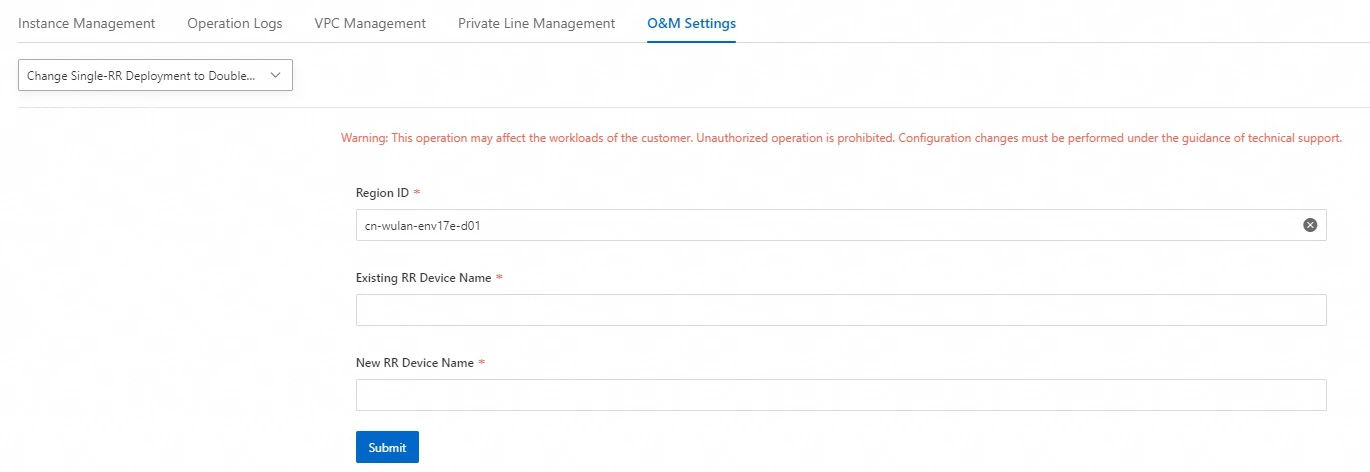 Instance Management Operation Logs VPC Management Private Line Management O&M Settings
Change Single-RR Deployment to Double...
Warning: This operation may affect the workloads of the customer. Unauthorized operation is prohibited. Configuration changes must be performed under the guidance of technical support.
Region ID *
cn-wulan-env17e-d01
Existing RR Device Name *
New RR Device Name *
Submit